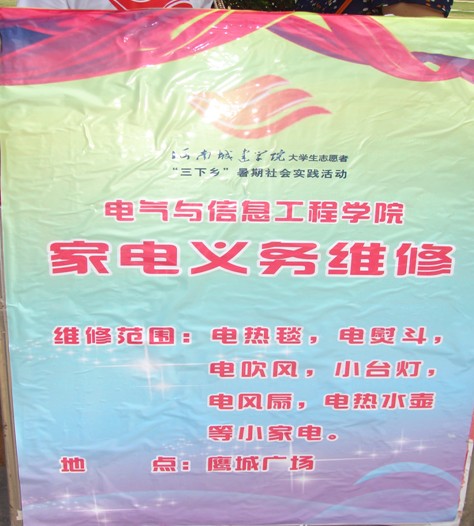 河南城建学院大学生志愿者
“三下乡”暑期社会实践活动
电气与信息工程学院
家电义务维修
维修范围：电热毯，电熨斗，
电吹风，小台灯，
电风扇，电热水壶
等小家电。
地 点：鹰城广场